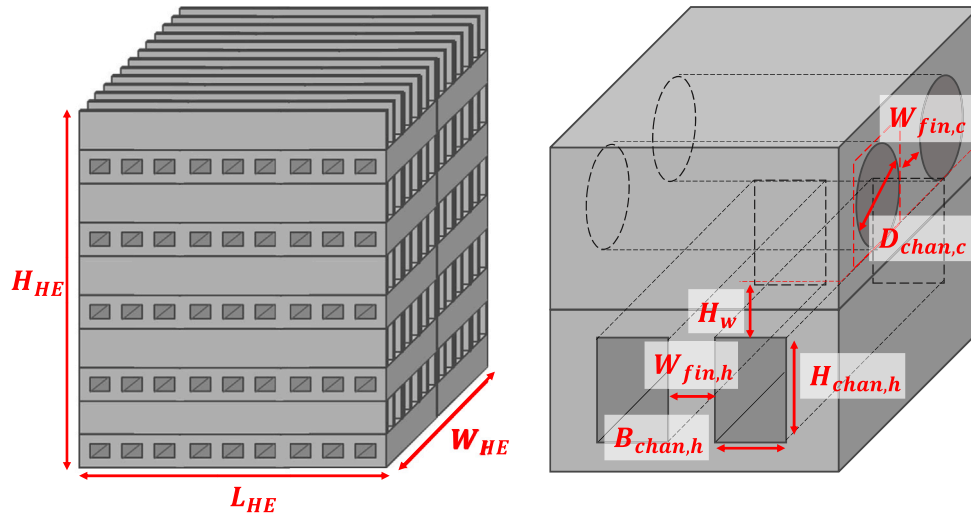 H_HE
L_HE
W_HE
W_fin,c
D_chan,c
H_w
W_fin,h
H_chan,h
B_chan,h